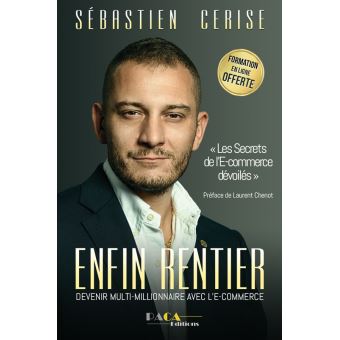 SÉBASTIEN CERISE
FORMATION
EN LIGNE
OFFERTE
« Les Secrets
de l'E-commerce
dévoilés »
Préface de Laurent Chenot
ENFIN RENTIER
DEVENIR MULTI-MILLIONNAIRE AVEC L'E-COMMERCE
PACA
Editions